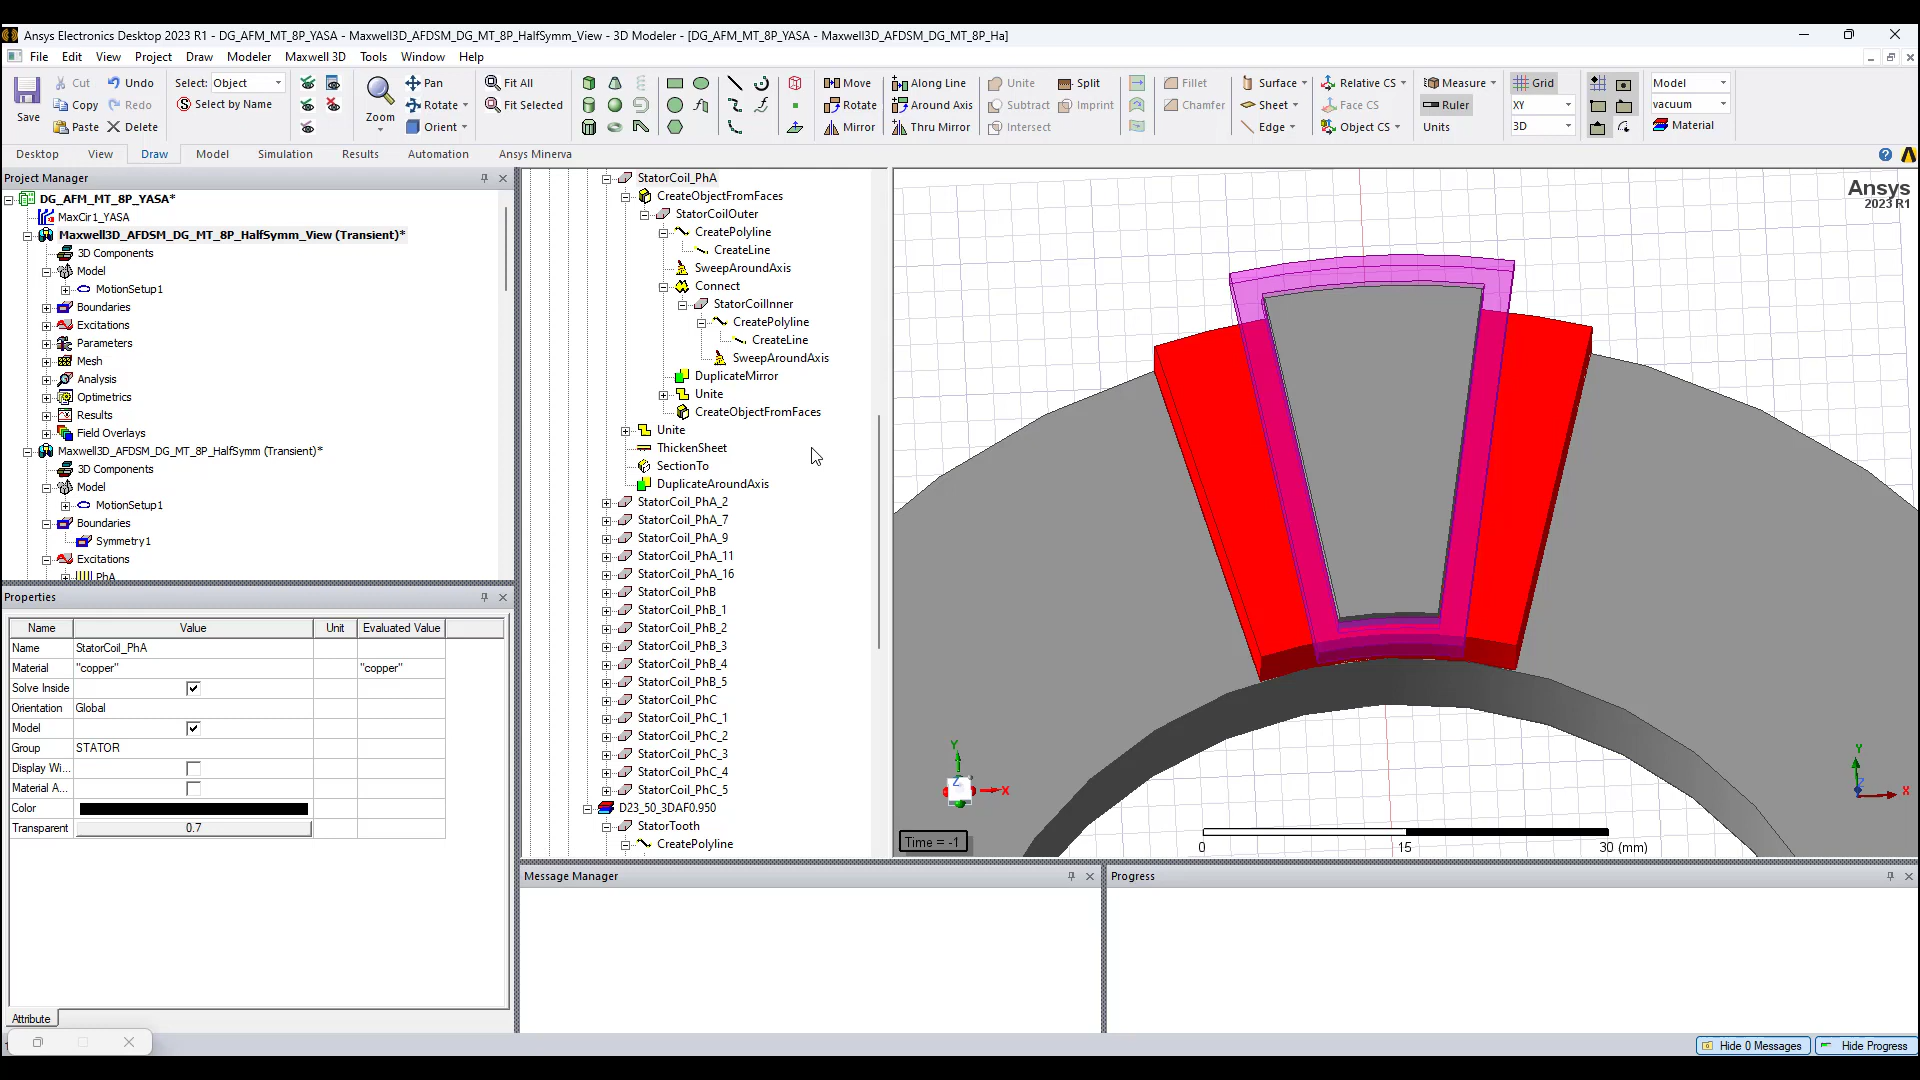 Ansys Electronics Desktop 2023 R1 - DG_AFM_MT_8P_YASA - Maxwell3D_AFDSM_DG_MT_8P_HalfSymm_View - 3D Modeler - [DG_AFM_MT_8P_YASA - Maxwell3D_AFDSM_DG_MT_8P_Ha]
File Edit View Project Draw Modeler Maxwell 3D Tools Window Help
Save
Cut
Copy
Paste
Undo
Redo
Delete
Select: Object
Select by Name
Zoom
Pan
Rotate
Orient
Fit All
Fit Selected
Move
Rotate
Mirror
Along Line
Around Axis
Thru Mirror
Unite
Subtract
Intersect
Split
Imprint
Fillet
Chamfer
Surface
Sheet
Edge
Relative CS
Face CS
Object CS
Measure
Ruler
Units
Grid
XY
3D
Model
vacuum
Material
Desktop View Draw Model Simulation Results Automation Ansys Minerva
Project Manager
DG_AFM_MT_8P_YASA*
MaxCir1_YASA
Maxwell3D_AFDSM_DG_MT_8P_HalfSymm_View (Transient)*
3D Components
Model
MotionSetup1
Boundaries
Excitations
Parameters
Mesh
Analysis
Optimetrics
Results
Field Overlays
Maxwell3D_AFDSM_DG_MT_8P_HalfSymm (Transient)*
3D Components
Model
MotionSetup1
Boundaries
Symmetry1
Excitations
PhA
Properties
Name Value Unit Evaluated Value
Name StatorCoil_PhA
Material "copper" "copper"
Solve Inside
Orientation Global
Model
Group STATOR
Display Wi...
Material A...
Color
Transparent 0.7
Attribute
StatorCoil_PhA
CreateObjectFromFaces
StatorCoilOuter
CreatePolyline
CreateLine
SweepAroundAxis
Connect
StatorCoilInner
CreatePolyline
CreateLine
SweepAroundAxis
DuplicateMirror
Unite
CreateObjectFromFaces
Unite
ThickenSheet
SectionTo
DuplicateAroundAxis
StatorCoil_PhA_2
StatorCoil_PhA_7
StatorCoil_PhA_9
StatorCoil_PhA_11
StatorCoil_PhA_16
StatorCoil_PhB
StatorCoil_PhB_1
StatorCoil_PhB_2
StatorCoil_PhB_3
StatorCoil_PhB_4
StatorCoil_PhB_5
StatorCoil_PhC
StatorCoil_PhC_1
StatorCoil_PhC_2
StatorCoil_PhC_3
StatorCoil_PhC_4
StatorCoil_PhC_5
D23_50_3DAF0.950
StatorTooth
CreatePolyline
Ansys
2023 R1
Y
Z
X
Y
Z
X
Time = -1
0 15 30 (mm)
Message Manager
Progress
Hide 0 Messages
Hide Progress